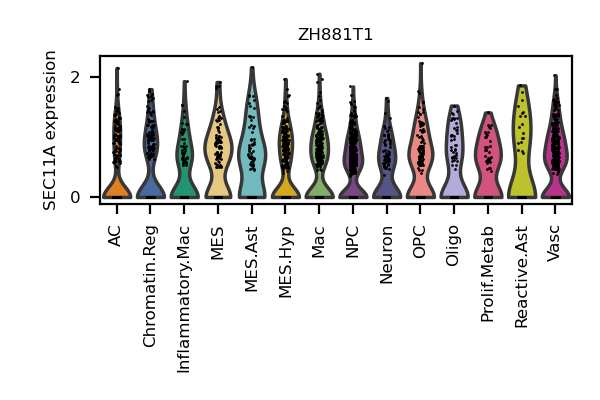 ZH881T1
SEC11A expression
2
0
AC
Chromatin.Reg
Inflammatory.Mac
MES
MES.Ast
MES.Hyp
Mac
NPC
Neuron
OPC
Oligo
Prolif.Metab
Reactive.Ast
Vasc